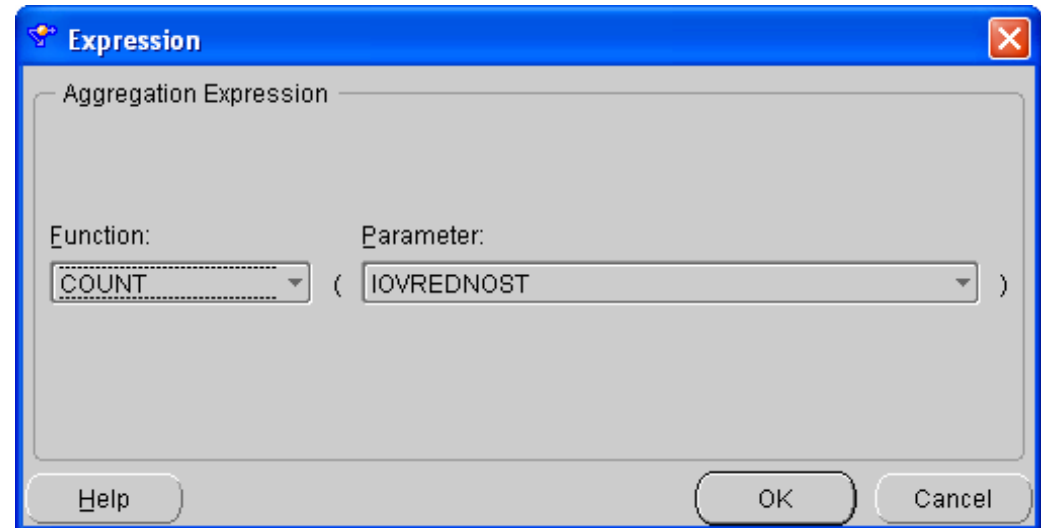 Expression
Aggregation Expression
Function: Parameter:
COUNT ( IOVREDNOST )
Help OK Cancel